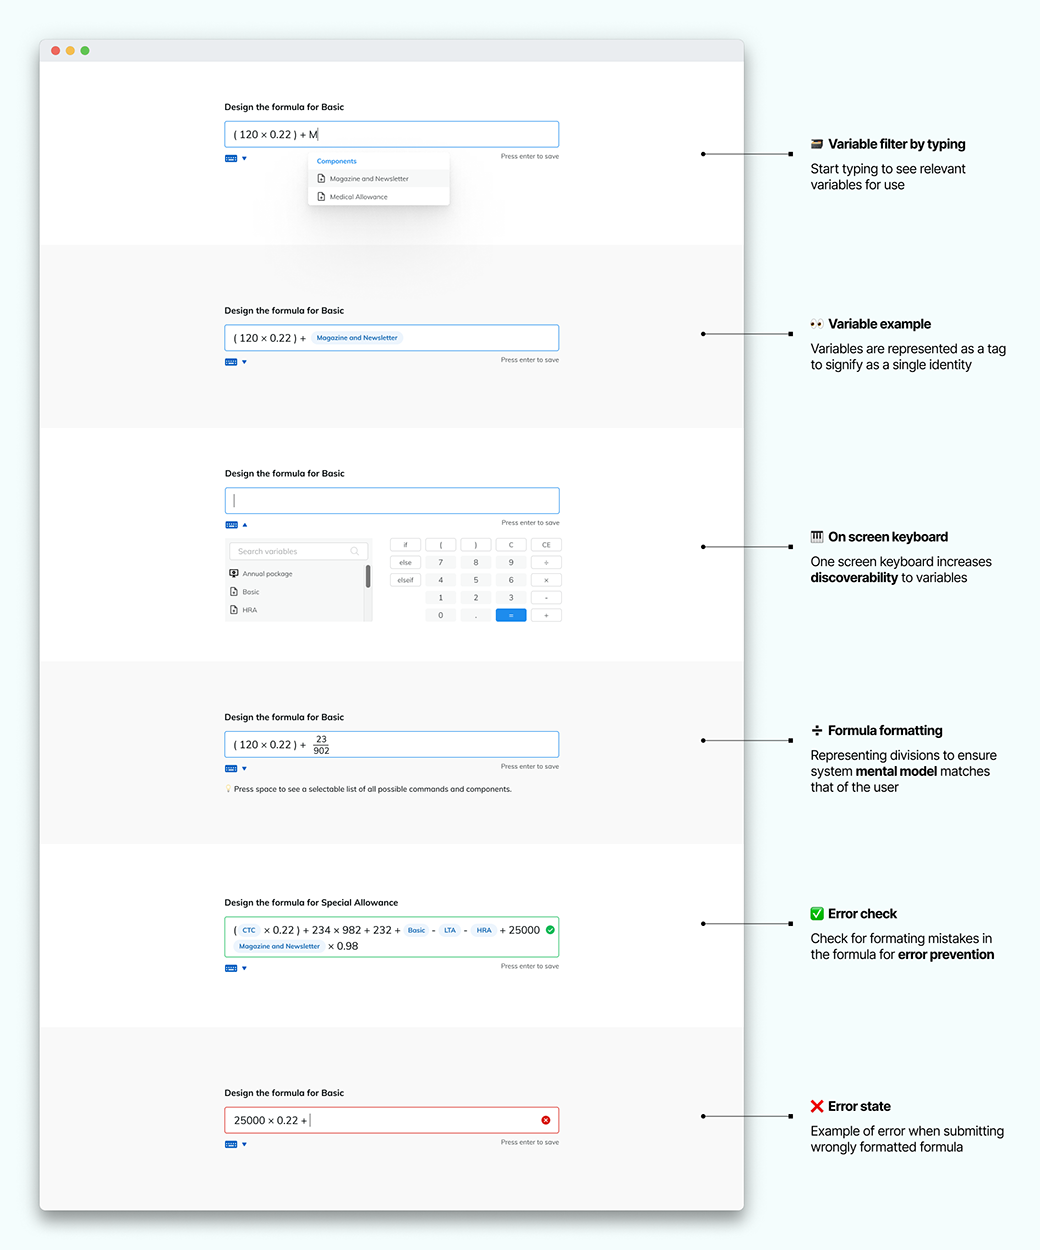 Design the formula for Basic
( 120 × 0.22 ) + M
Press enter to save
Components
Magazine and Newsletter
Medical Allowance
Variable filter by typing
Start typing to see relevant
variables for use
Design the formula for Basic
( 120 × 0.22 ) + Magazine and Newsletter
Press enter to save
Variable example
Variables are represented as a tag
to signify as a single identity
Design the formula for Basic
Press enter to save
Search variables
Annual package
Basic
HRA
if ( ) C CE
else 7 8 9 ÷
elseif 4 5 6 ×
1 2 3 -
0 . = +
On screen keyboard
One screen keyboard increases
discoverability to variables
Design the formula for Basic
( 120 × 0.22 ) + 23
902
Press enter to save
Press space to see a selectable list of all possible commands and components.
÷ Formula formatting
Representing divisions to ensure
system mental model matches
that of the user
Design the formula for Special Allowance
( CTC × 0.22 ) + 234 × 982 + 232 + Basic - LTA - HRA + 25000
Magazine and Newsletter × 0.98
Press enter to save
Error check
Check for formating mistakes in
the formula for error prevention
Design the formula for Basic
25000 × 0.22 +
Press enter to save
Error state
Example of error when submitting
wrongly formatted formula